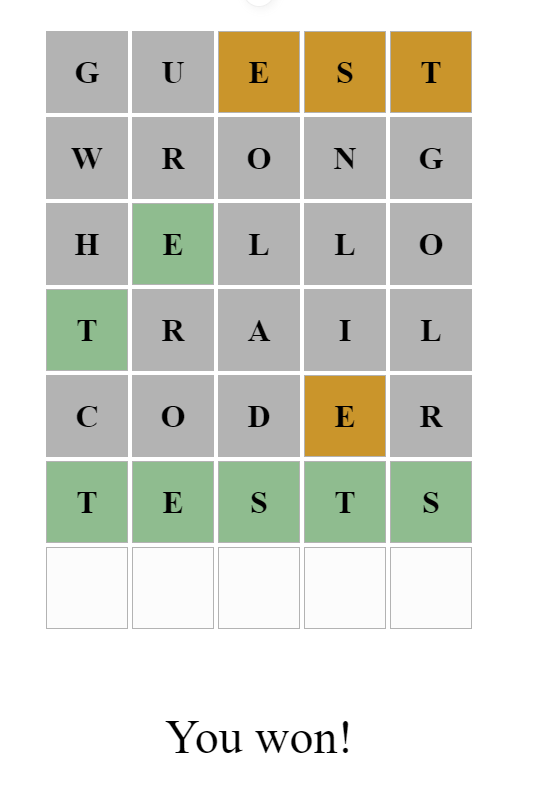 G U E S T
W R O N G
H E L L O
T R A I L
C O D E R
T E S T S
You won!